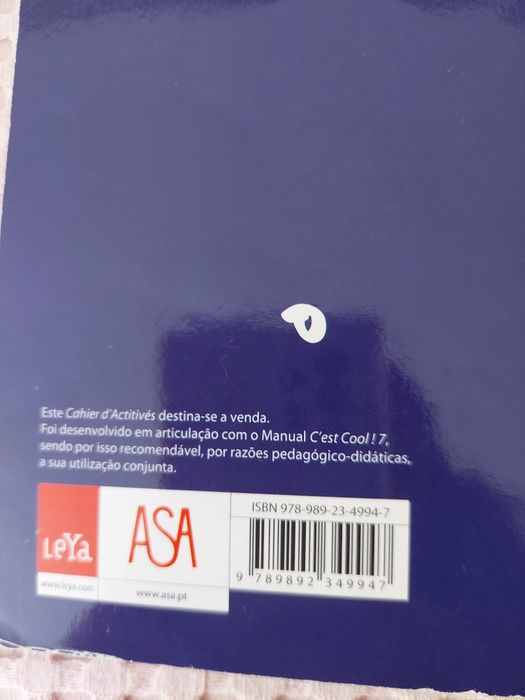 Este Cahier d'Actitivés destina-se a venda.
Foi desenvolvido em articulação com o Manual C'est Cool ! 7,
sendo por isso recomendável, por razões pedagógico-didáticas,
a sua utilização conjunta.
LeYa
www.leya.com
ASA
www.asa.pt
ISBN 978-989-23-4994-7
9 789892 349947